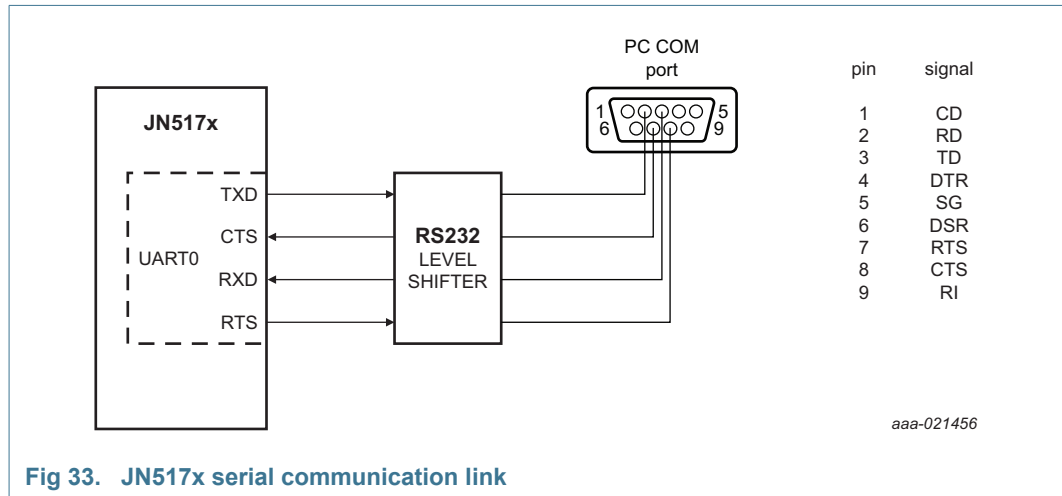 PC COM
port
1
5
6
9
pin signal
1 CD
2 RD
3 TD
4 DTR
5 SG
6 DSR
7 RTS
8 CTS
9 RI
JN517x
UART0
TXD
CTS
RXD
RTS
RS232
LEVEL
SHIFTER
aaa-021456
Fig 33. JN517x serial communication link